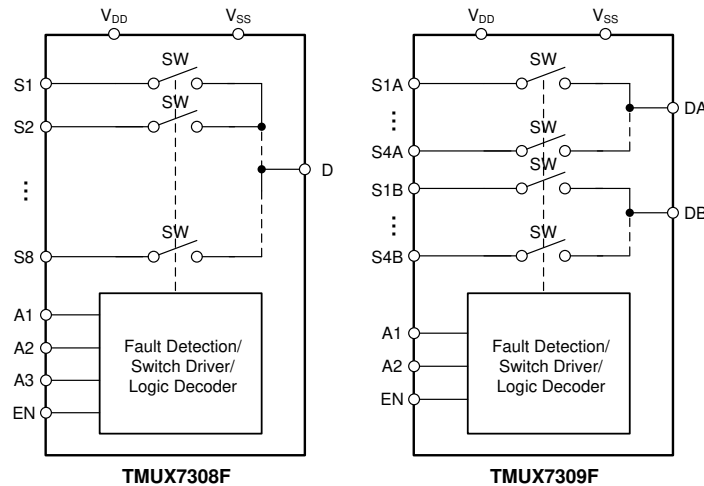 VDD
VSS
SW
S1
SW
S2
D
...
SW
S8
A1
A2
A3
EN
Fault Detection/
Switch Driver/
Logic Decoder
TMUX7308F
VDD
VSS
SW
S1A
DA
...
SW
S4A
SW
S1B
DB
...
SW
S4B
A1
A2
EN
Fault Detection/
Switch Driver/
Logic Decoder
TMUX7309F